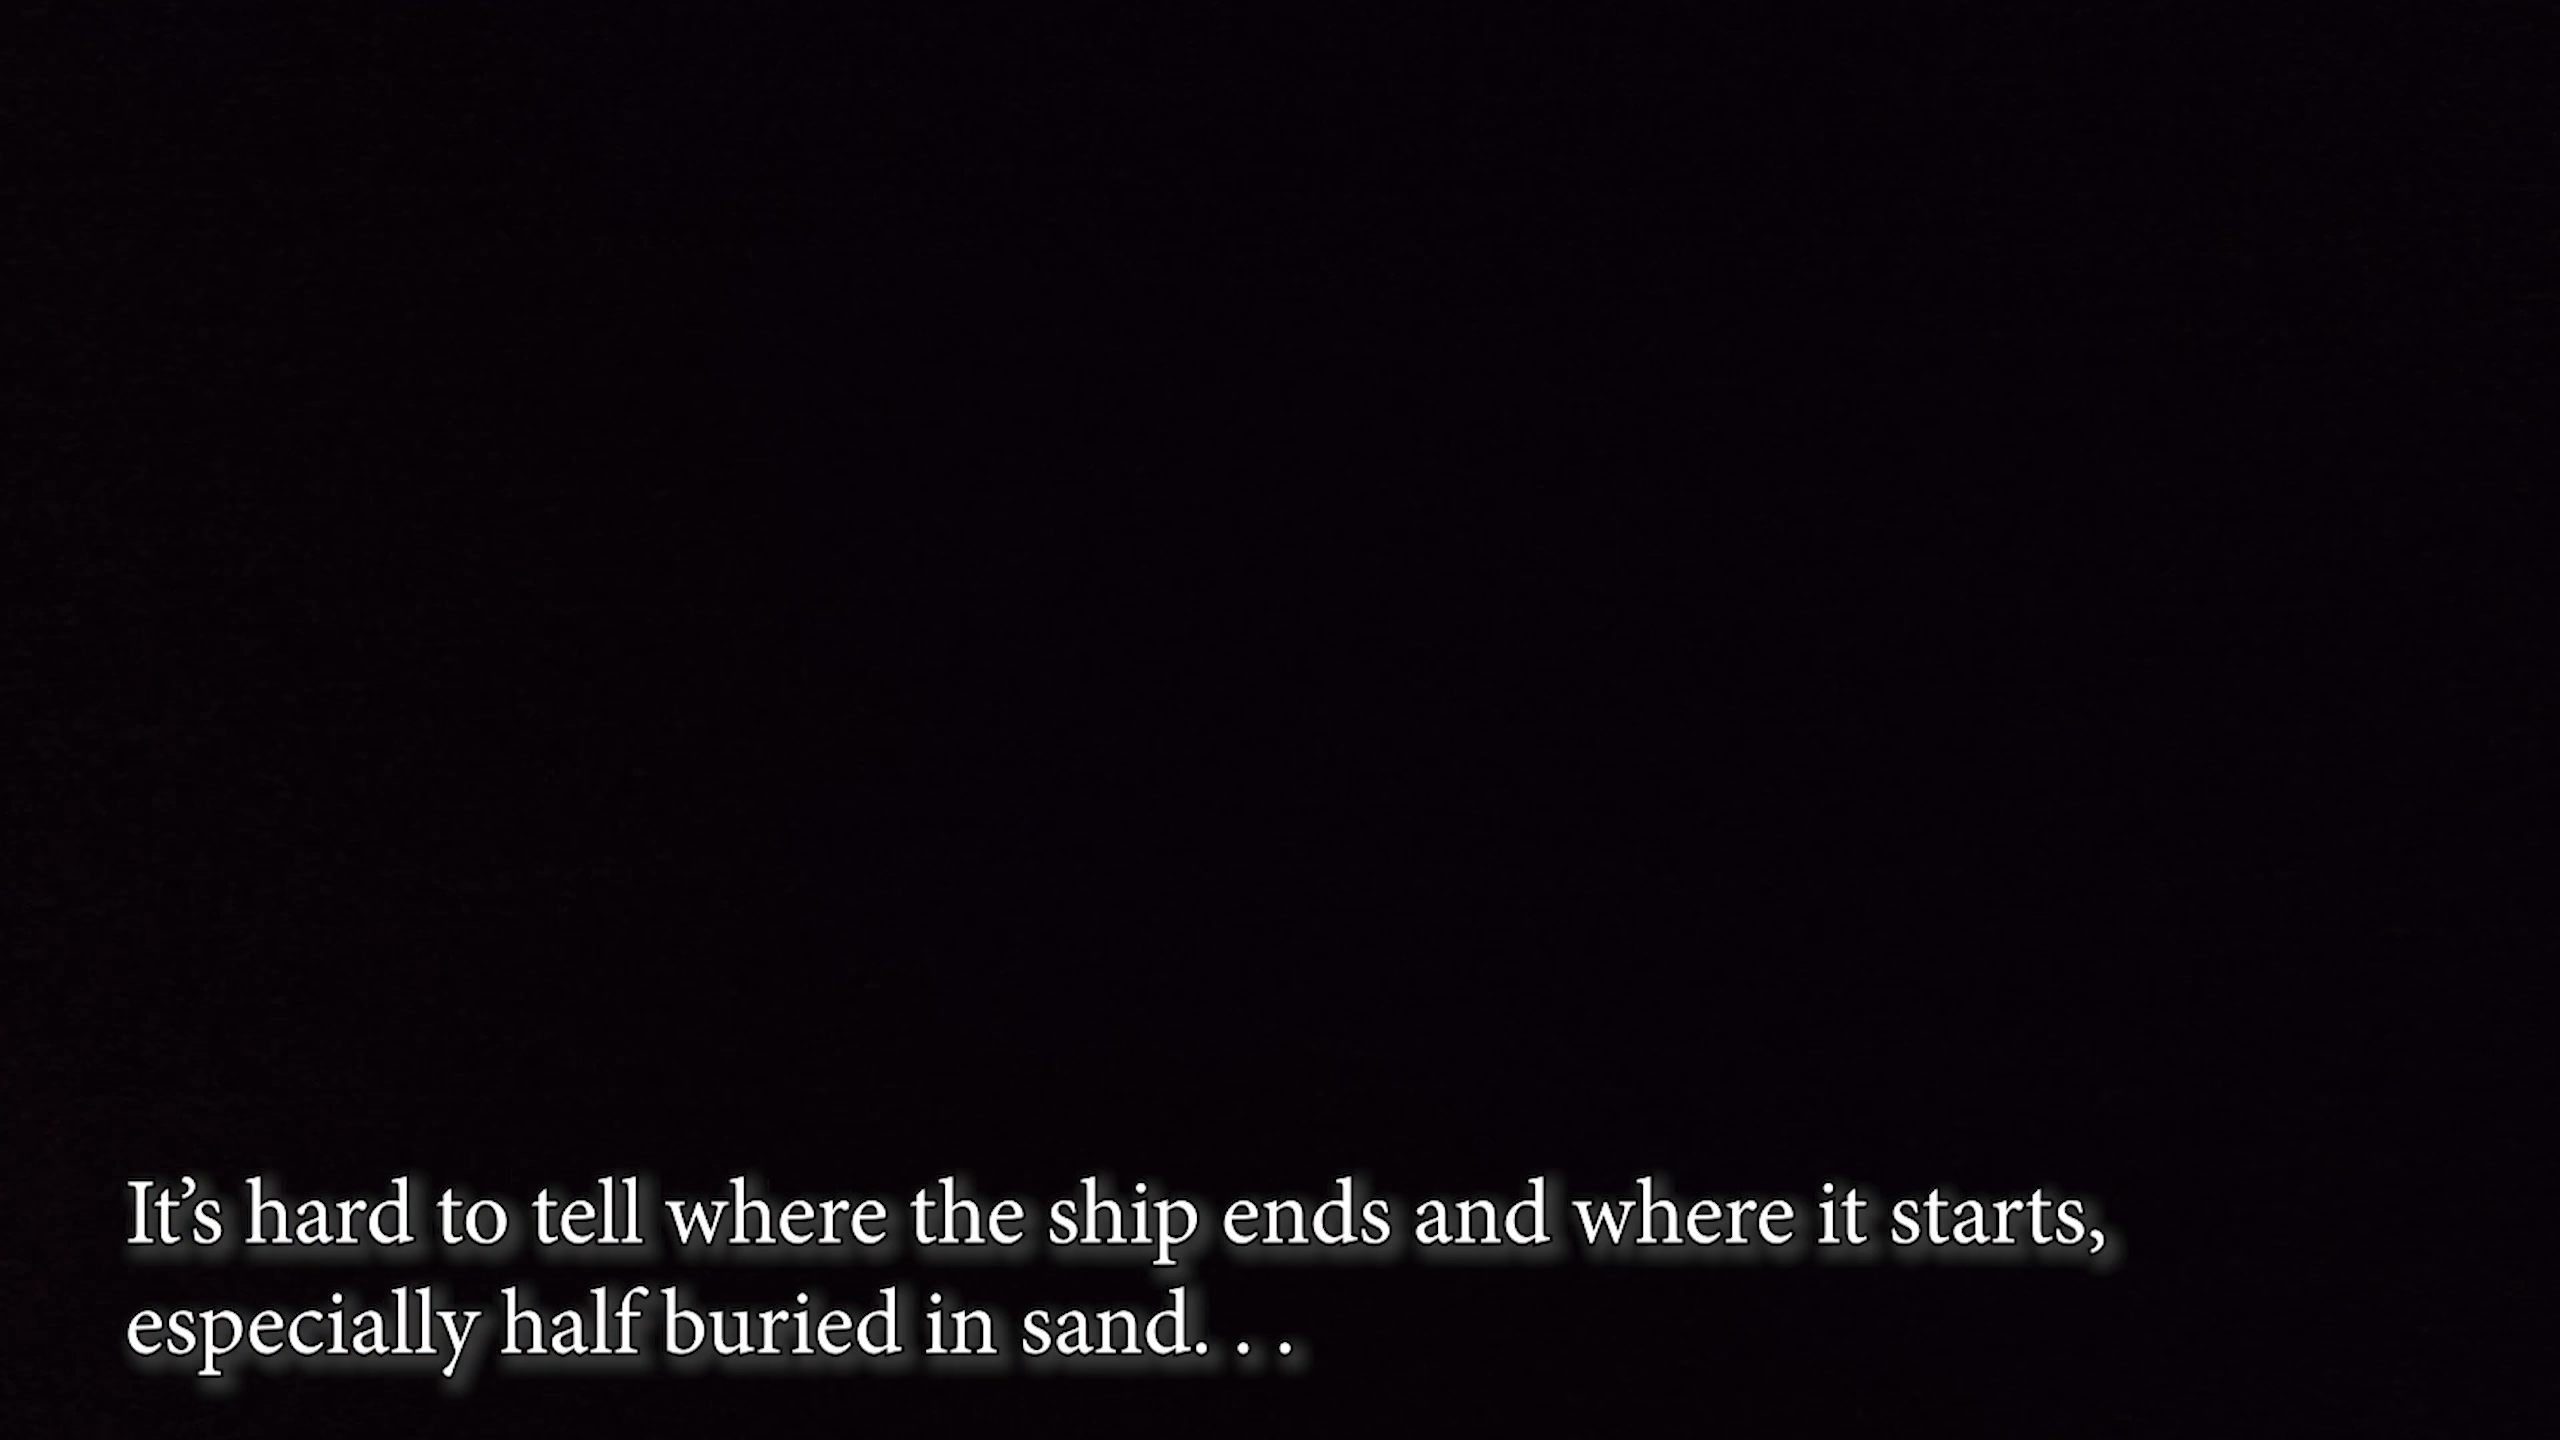 It’s hard to tell where the ship ends and where it starts,
especially half buried in sand. . .